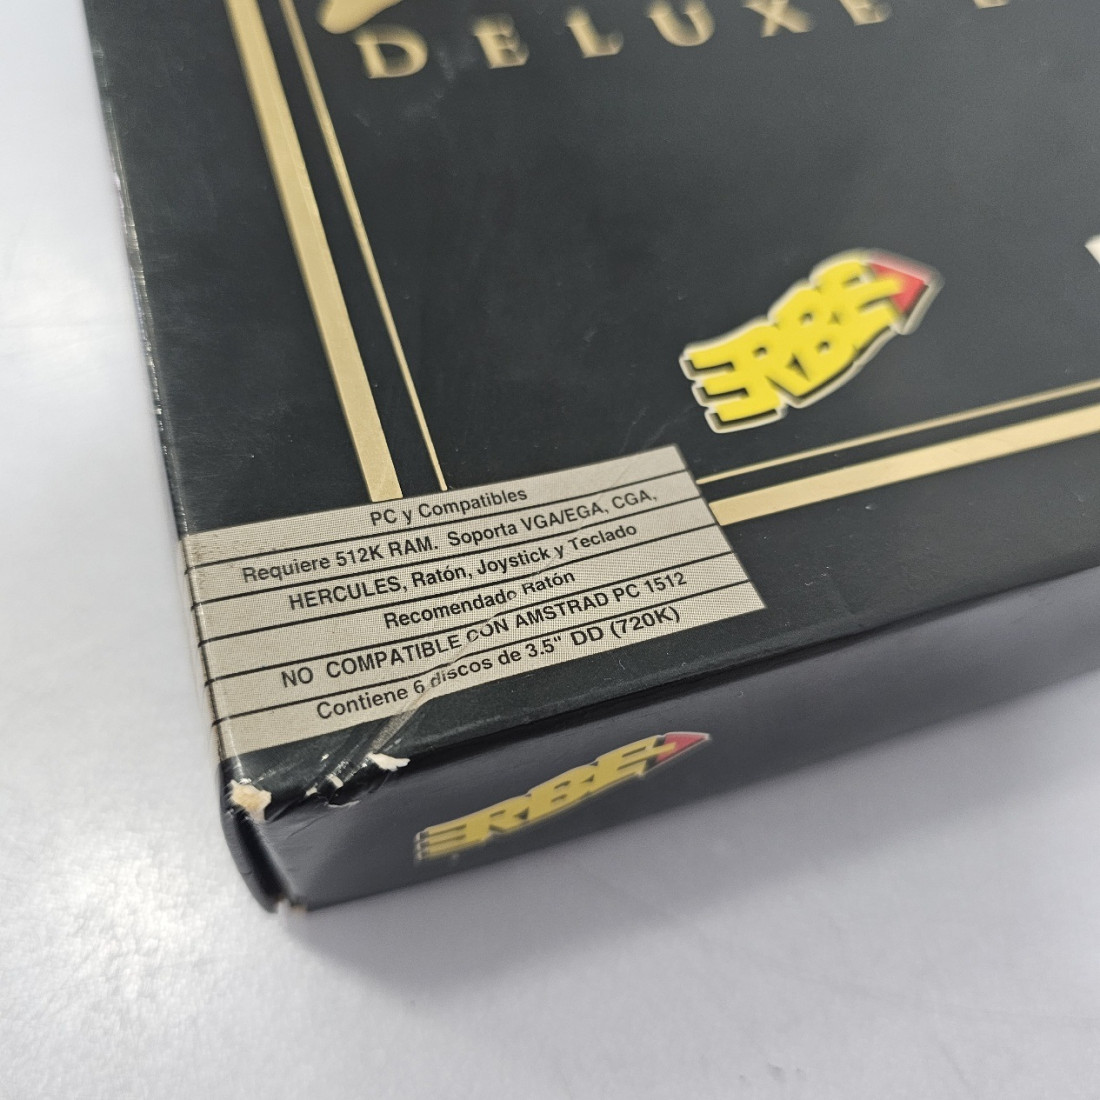 DELUXE
ERBE
PC y Compatibles
Requiere 512K RAM. Soporta VGA/EGA, CGA,
HERCULES, Ratón, Joystick y Teclado
Recomendado Ratón
NO COMPATIBLE CON AMSTRAD PC 1512
Contiene 6 discos de 3.5" DD (720K)
ERBE